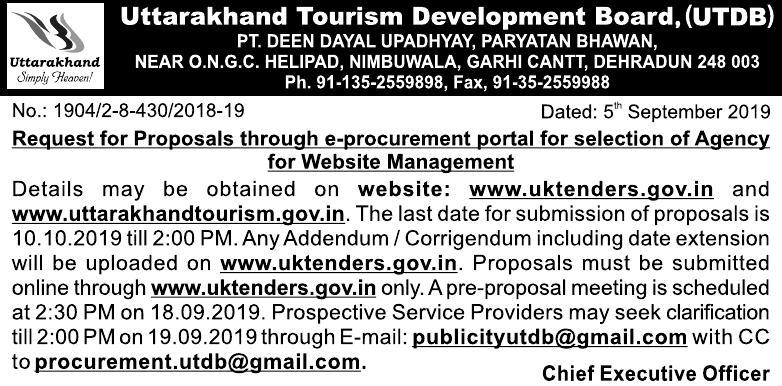 Uttarakhand Tourism Development Board, (UTDB)
PT. DEEN DAYAL UPADHYAY, PARYATAN BHAWAN,
NEAR O.N.G.C. HELIPAD, NIMBUWALA, GARHI CANTT, DEHRADUN 248 003
Ph. 91-135-2559898, Fax, 91-35-2559988
Uttarakhand
Simply Heaven!
No.: 1904/2-8-430/2018-19 Dated: 5th September 2019
Request for Proposals through e-procurement portal for selection of Agency
for Website Management
Details may be obtained on website: www.uktenders.gov.in and
www.uttarakhandtourism.gov.in. The last date for submission of proposals is
10.10.2019 till 2:00 PM. Any Addendum / Corrigendum including date extension
will be uploaded on www.uktenders.gov.in. Proposals must be submitted
online through www.uktenders.gov.in only. A pre-proposal meeting is scheduled
at 2:30 PM on 18.09.2019. Prospective Service Providers may seek clarification
till 2:00 PM on 19.09.2019 through E-mail: publicityutdb@gmail.com with CC
to procurement.utdb@gmail.com.
Chief Executive Officer